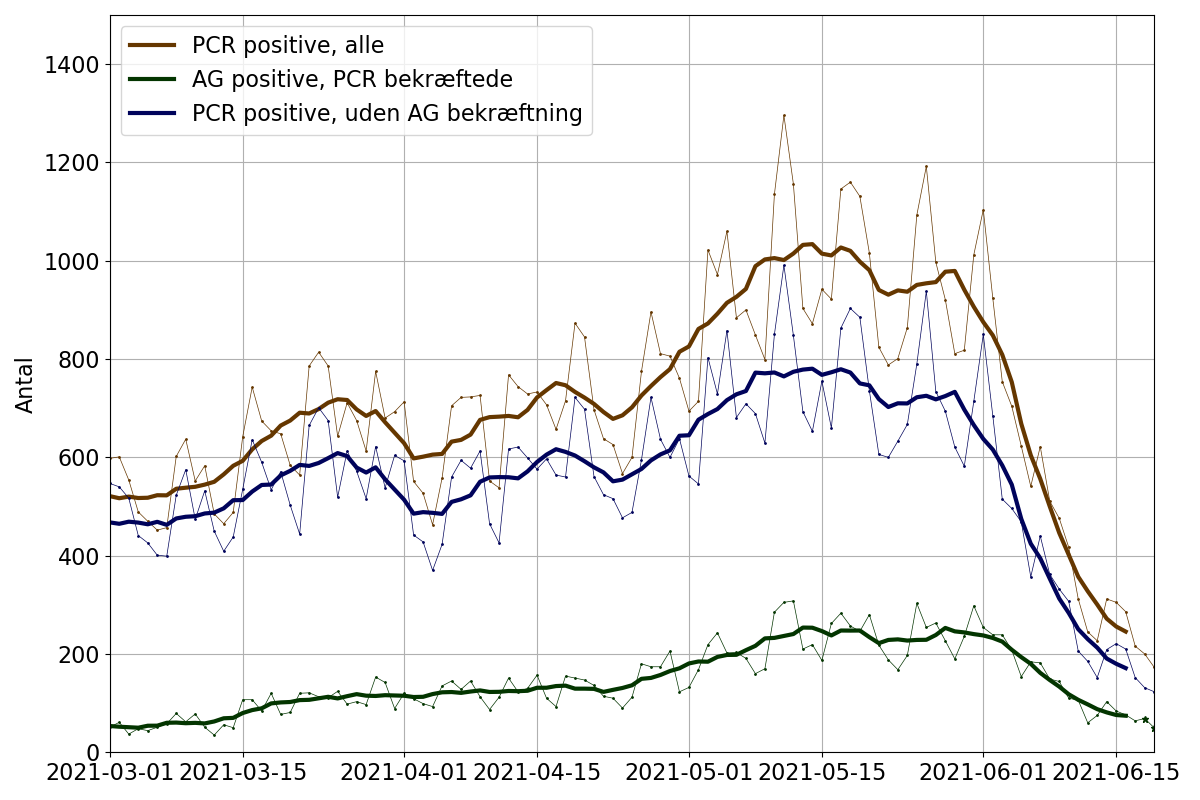 PCR positive, alle
AG positive, PCR bekræftede
PCR positive, uden AG bekræftning
Antal
1400
1200
1000
800
600
400
200
0
2021-03-01 2021-03-15 2021-04-01 2021-04-15 2021-05-01 2021-05-15 2021-06-01 2021-06-15